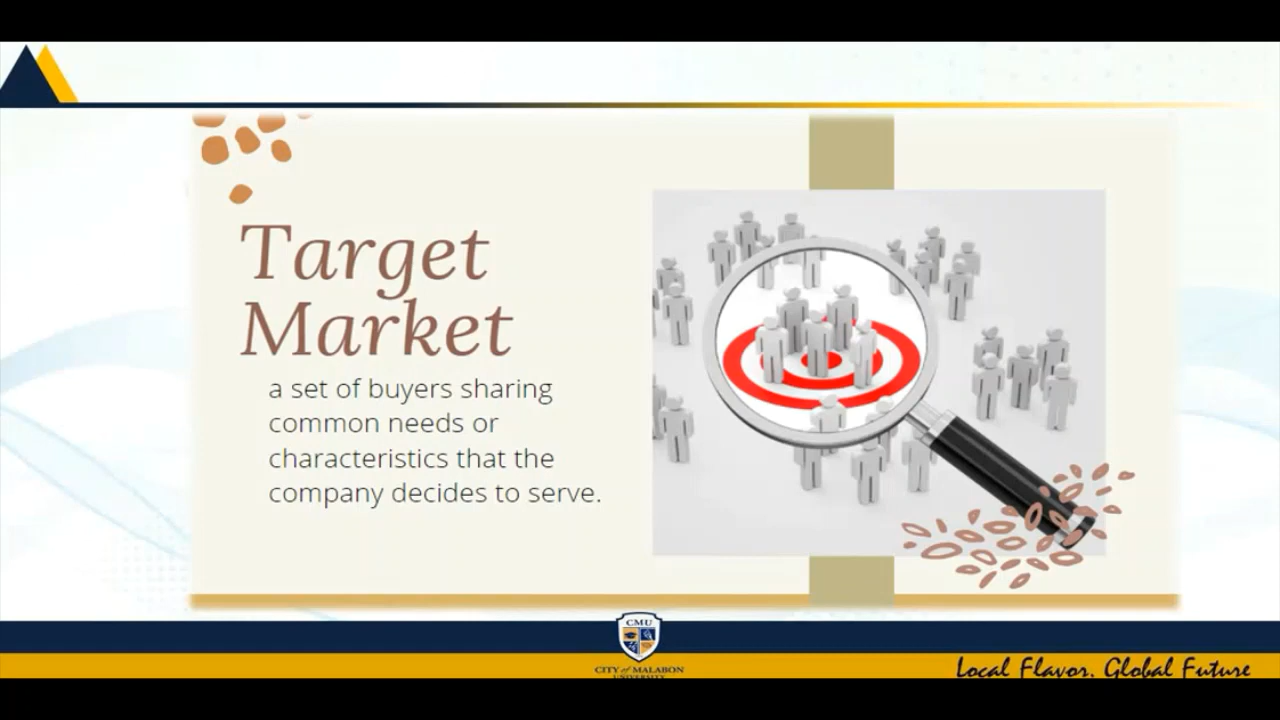 Target
Market
a set of buyers sharing
common needs or
characteristics that the
company decides to serve.
CMU
CITY of MALABON
UNIVERSITY
Local Flavor, Global Future